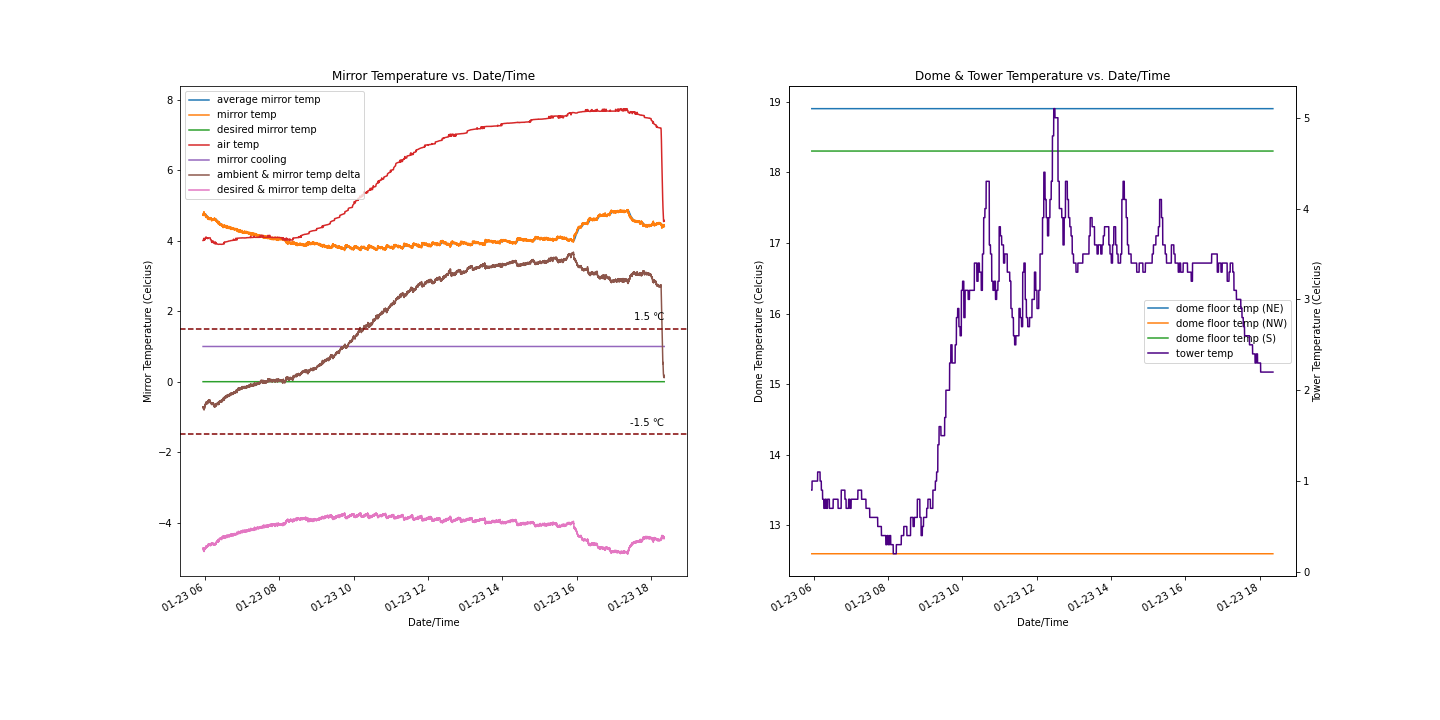 Mirror Temperature vs. Date/Time
Mirror Temperature (Celcius)
8
6
4
2
0
−2
−4
average mirror temp
mirror temp
desired mirror temp
air temp
mirror cooling
ambient & mirror temp delta
desired & mirror temp delta
1.5 °C
-1.5 °C
01-23 06
01-23 08
01-23 10
01-23 12
01-23 14
01-23 16
01-23 18
Date/Time
Dome & Tower Temperature vs. Date/Time
Dome Temperature (Celcius)
19
18
17
16
15
14
13
dome floor temp (NE)
dome floor temp (NW)
dome floor temp (S)
tower temp
5
4
3
2
1
0
Tower Temperature (Celcius)
01-23 06
01-23 08
01-23 10
01-23 12
01-23 14
01-23 16
01-23 18
Date/Time